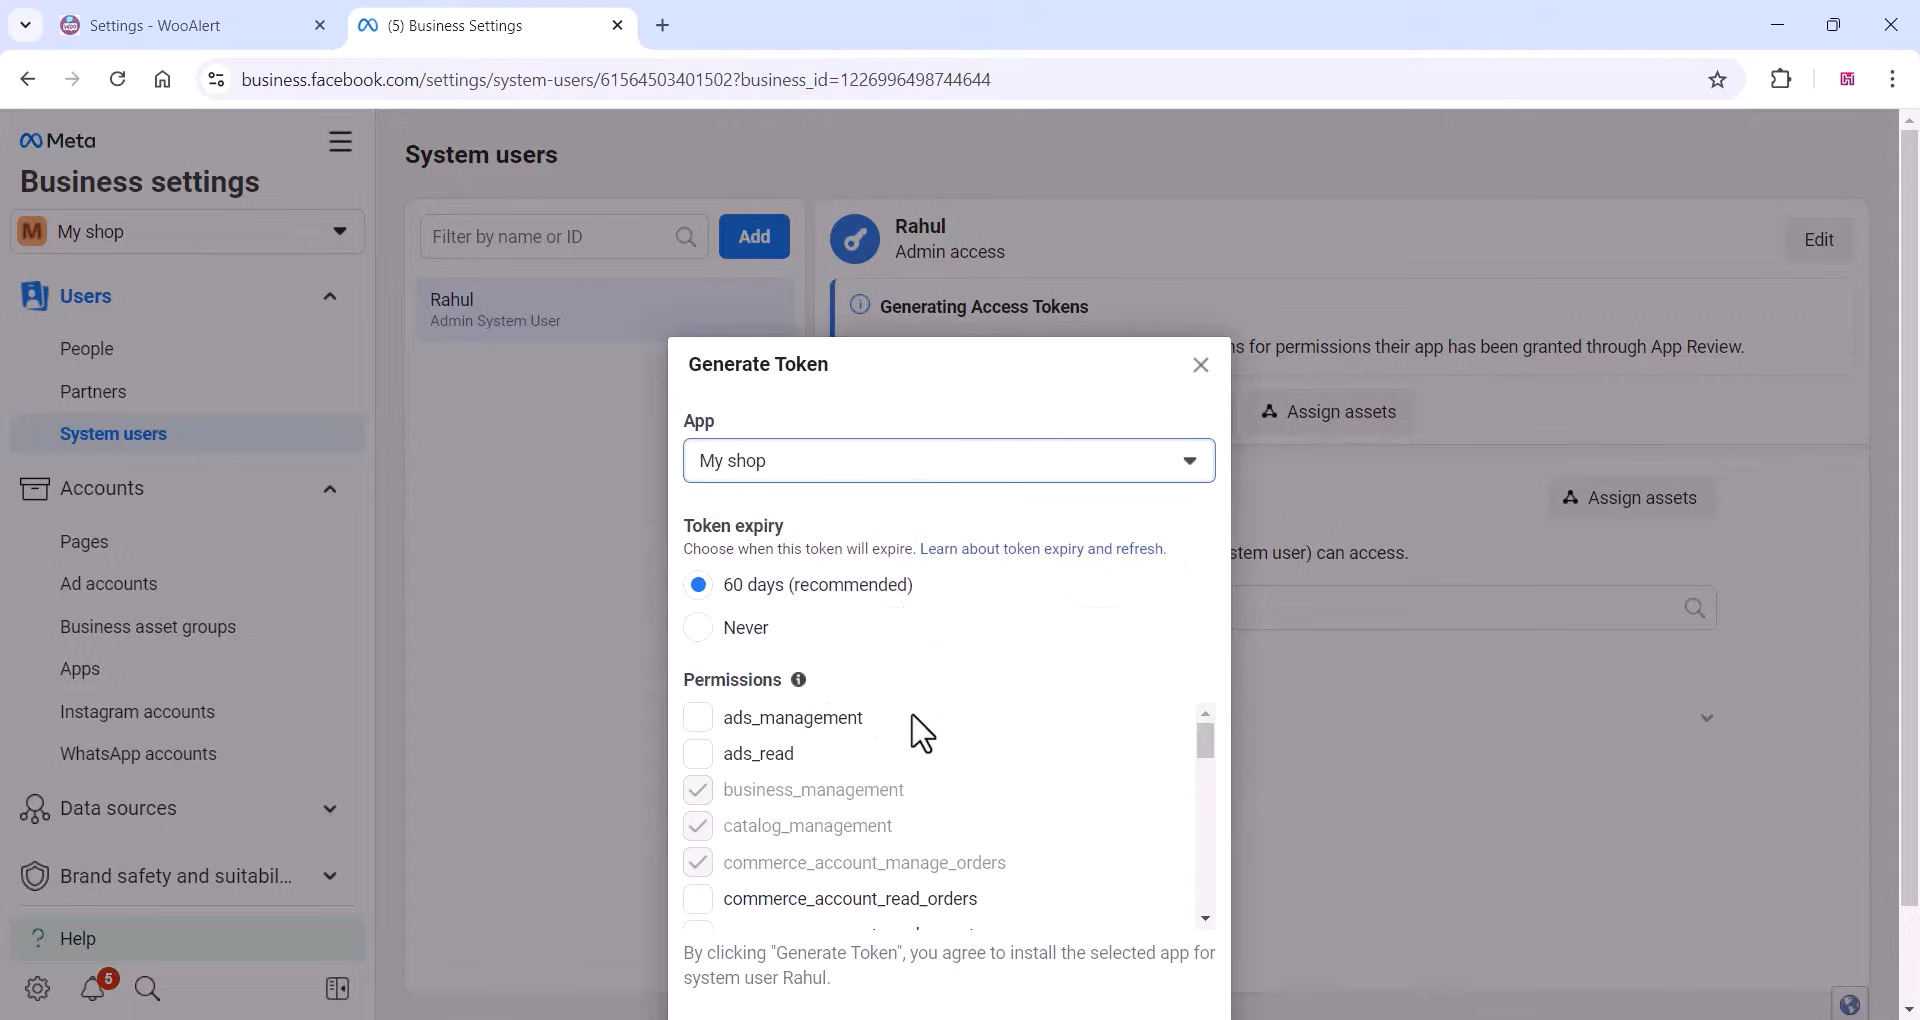 Settings - WooAlert
(5) Business Settings
business.facebook.com/settings/system-users/61564503401502?business_id=1226996498744644
Meta
Business settings
M My shop
Users
People
Partners
System users
Accounts
Pages
Ad accounts
Business asset groups
Apps
Instagram accounts
WhatsApp accounts
Data sources
Brand safety and suitabil...
? Help
5
System users
Filter by name or ID
Add
Rahul
Admin System User
Rahul
Admin access
Edit
Generating Access Tokens
s for permissions their app has been granted through App Review.
Assign assets
Assign assets
stem user) can access.
Generate Token
App
My shop
Token expiry
Choose when this token will expire. Learn about token expiry and refresh.
60 days (recommended)
Never
Permissions
ads_management
ads_read
business_management
catalog_management
commerce_account_manage_orders
commerce_account_read_orders
By clicking "Generate Token", you agree to install the selected app for
system user Rahul.